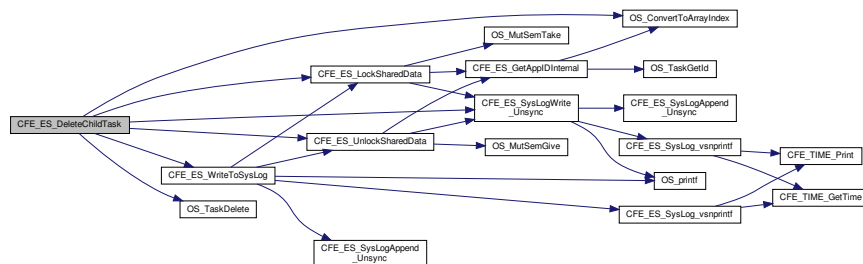 OS_ConvertToArrayIndex
OS_MutSemTake
CFE_ES_LockSharedData
CFE_ES_GetAppIDInternal
OS_TaskGetId
CFE_ES_SysLogWrite
_Unsync
CFE_ES_SysLogAppend
_Unsync
CFE_ES_DeleteChildTask
CFE_ES_UnlockSharedData
OS_MutSemGive
CFE_ES_SysLog_vsnprintf
CFE_TIME_Print
CFE_ES_WriteToSysLog
OS_printf
CFE_TIME_GetTime
OS_TaskDelete
CFE_ES_SysLog_vsnprintf
CFE_ES_SysLogAppend
_Unsync